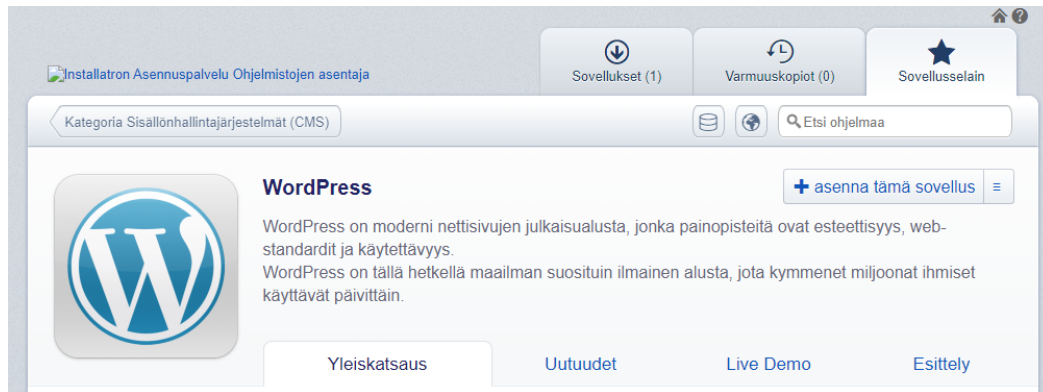 Installatron Asennuspalvelu Ohjelmistojen asentaja
Sovellukset (1)
Varmuuskopiot (0)
Sovellusselain
Kategoria Sisällönhallintajärjestelmät (CMS)
Etsi ohjelmaa
WordPress
+ asenna tämä sovellus
WordPress on moderni nettisivujen julkaisualusta, jonka painopisteitä ovat esteettisyys, web-
standardit ja käytettävyys.
WordPress on tällä hetkellä maailman suosituin ilmainen alusta, jota kymmenet miljoonat ihmiset
käyttävät päivittäin.
Yleiskatsaus
Uutuudet
Live Demo
Esittely